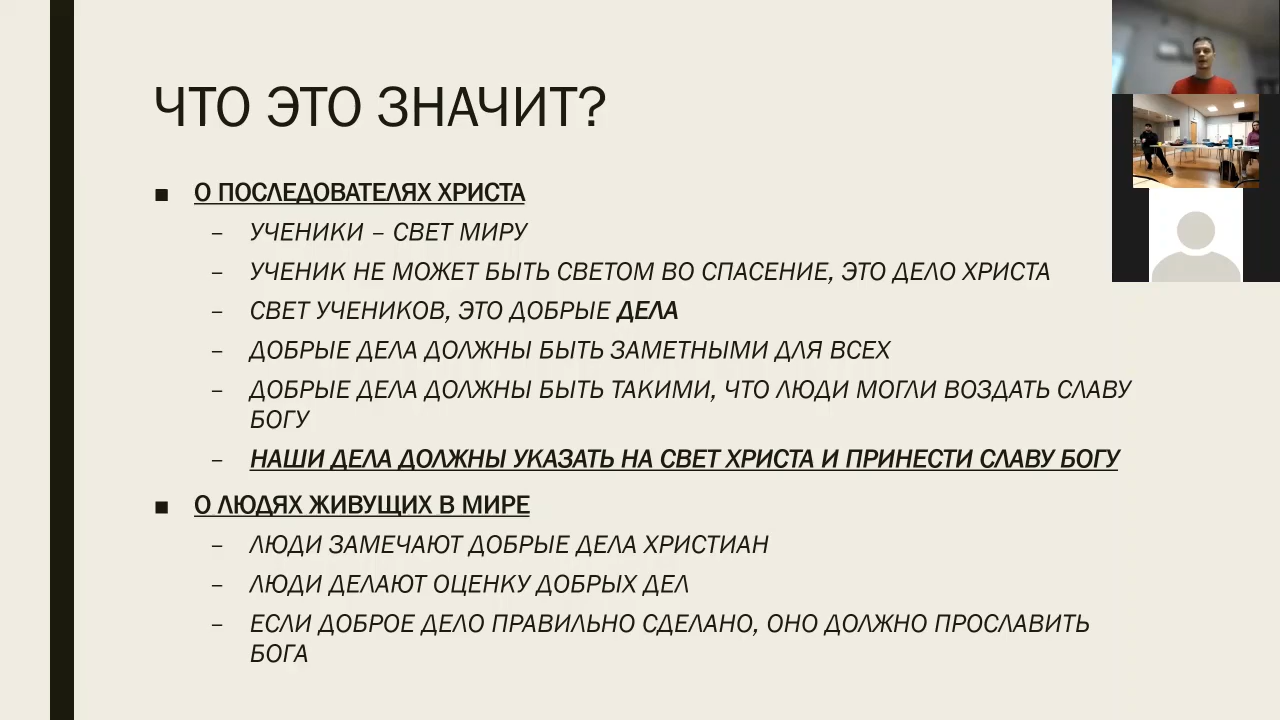 ЧТО ЭТО ЗНАЧИТ?
■ О ПОСЛЕДОВАТЕЛЯХ ХРИСТА
– УЧЕНИКИ – СВЕТ МИРУ
– УЧЕНИК НЕ МОЖЕТ БЫТЬ СВЕТОМ ВО СПАСЕНИЕ, ЭТО ДЕЛО ХРИСТА
– СВЕТ УЧЕНИКОВ, ЭТО ДОБРЫЕ ДЕЛА
– ДОБРЫЕ ДЕЛА ДОЛЖНЫ БЫТЬ ЗАМЕТНЫМИ ДЛЯ ВСЕХ
– ДОБРЫЕ ДЕЛА ДОЛЖНЫ БЫТЬ ТАКИМИ, ЧТО ЛЮДИ МОГЛИ ВОЗДАТЬ СЛАВУ
БОГУ
– НАШИ ДЕЛА ДОЛЖНЫ УКАЗАТЬ НА СВЕТ ХРИСТА И ПРИНЕСТИ СЛАВУ БОГУ
■ О ЛЮДЯХ ЖИВУЩИХ В МИРЕ
– ЛЮДИ ЗАМЕЧАЮТ ДОБРЫЕ ДЕЛА ХРИСТИАН
– ЛЮДИ ДЕЛАЮТ ОЦЕНКУ ДОБРЫХ ДЕЛ
– ЕСЛИ ДОБРОЕ ДЕЛО ПРАВИЛЬНО СДЕЛАНО, ОНО ДОЛЖНО ПРОСЛАВИТЬ
БОГА